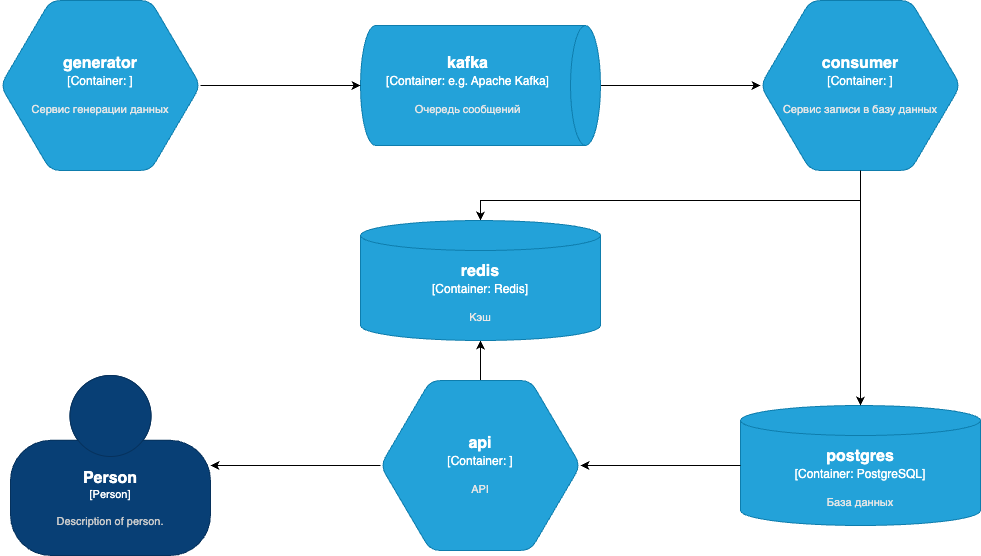 generator
[Container: ]
Сервис генерации данных
kafka
[Container: e.g. Apache Kafka]
Очередь сообщений
consumer
[Container: ]
Сервис записи в базу данных
redis
[Container: Redis]
Кэш
Person
[Person]
Description of person.
api
[Container: ]
API
postgres
[Container: PostgreSQL]
База данных